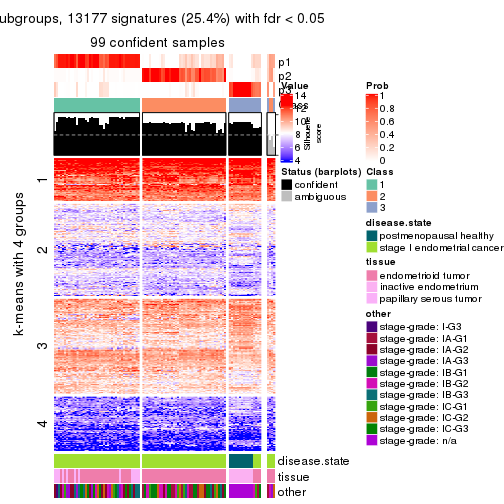 ubgroups, 13177 signatures (25.4%) with fdr < 0.05
99 confident samples
p1
p2
p3
Value
14
12
10
8
6
4
Prob
1
0.8
0.6
0.4
0.2
0
Silhouette
score
Status (barplots)
confident
ambiguous
Class
1
2
3
disease.state
postmenopausal healthy
stage I endometrial cancer
tissue
endometrioid tumor
inactive endometrium
papillary serous tumor
other
stage-grade: I-G3
stage-grade: IA-G1
stage-grade: IA-G2
stage-grade: IA-G3
stage-grade: IB-G1
stage-grade: IB-G2
stage-grade: IB-G3
stage-grade: IC-G1
stage-grade: IC-G2
stage-grade: IC-G3
stage-grade: n/a
k-means with 4 groups
1
2
3
4
disease.state
tissue
other